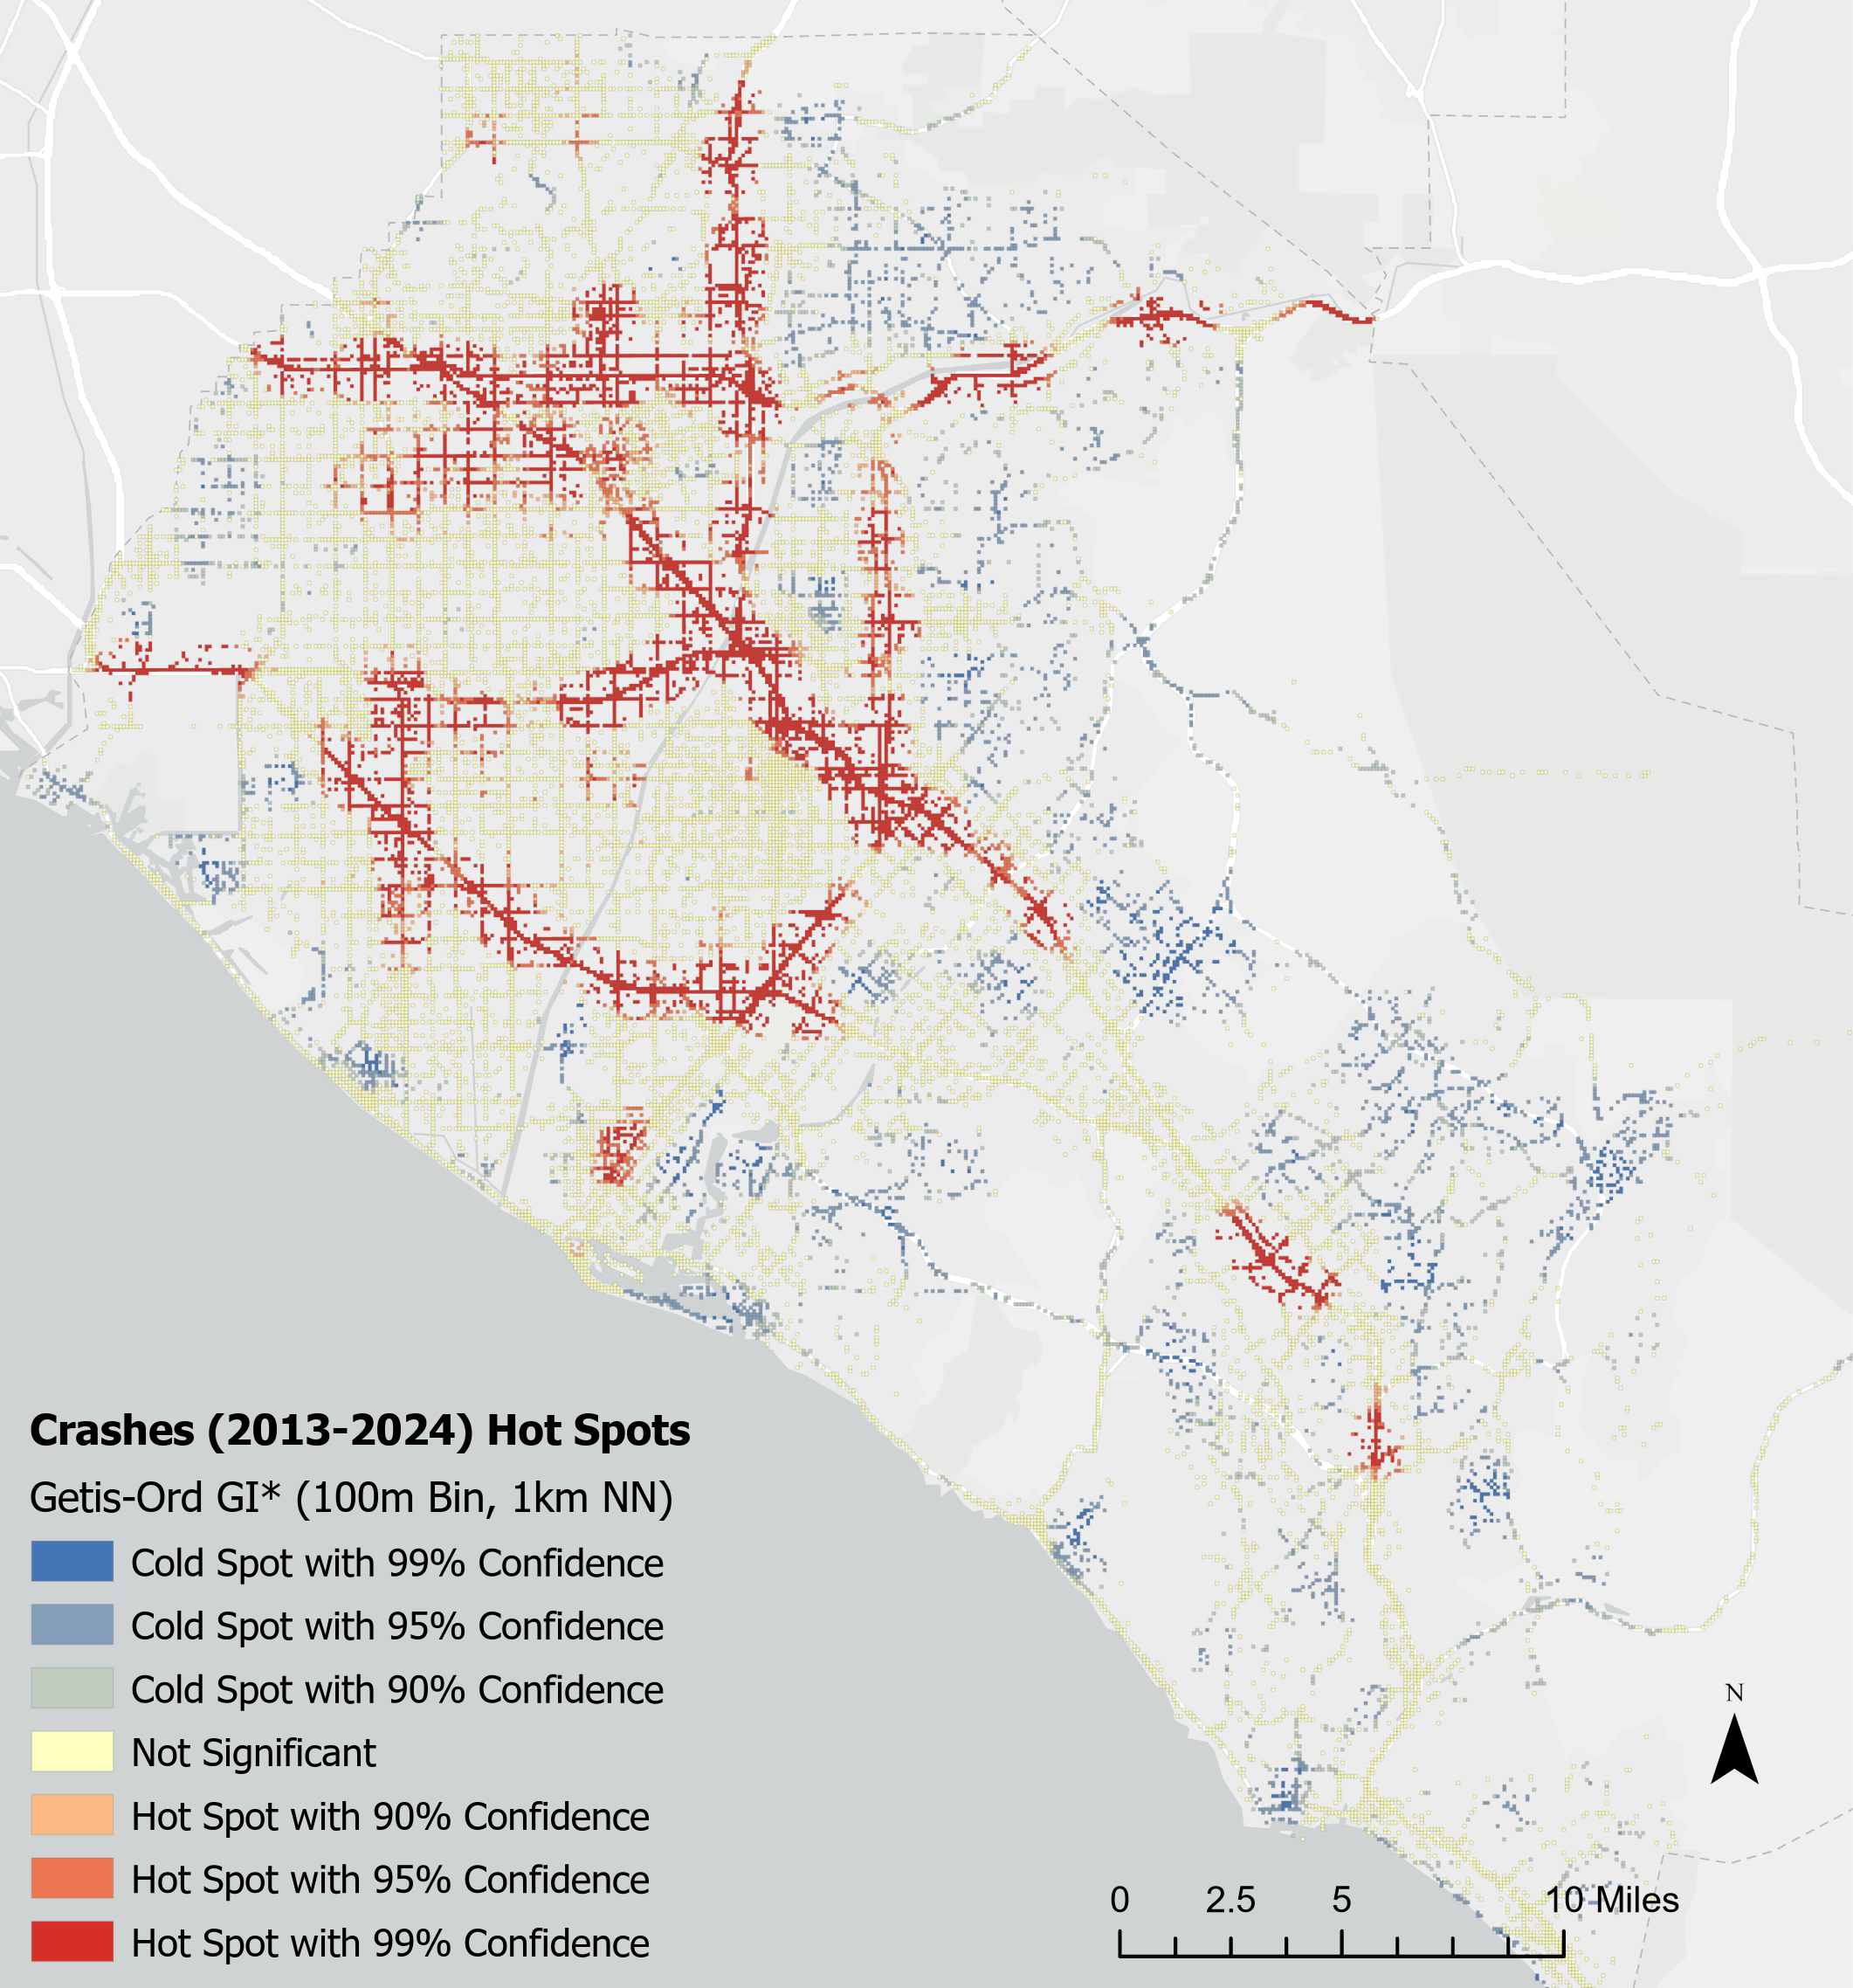 Crashes (2013-2024) Hot Spots
Getis-Ord GI* (100m Bin, 1km NN)
Cold Spot with 99% Confidence
Cold Spot with 95% Confidence
Cold Spot with 90% Confidence
Not Significant
Hot Spot with 90% Confidence
Hot Spot with 95% Confidence
Hot Spot with 99% Confidence
N
0 2.5 5 10 Miles